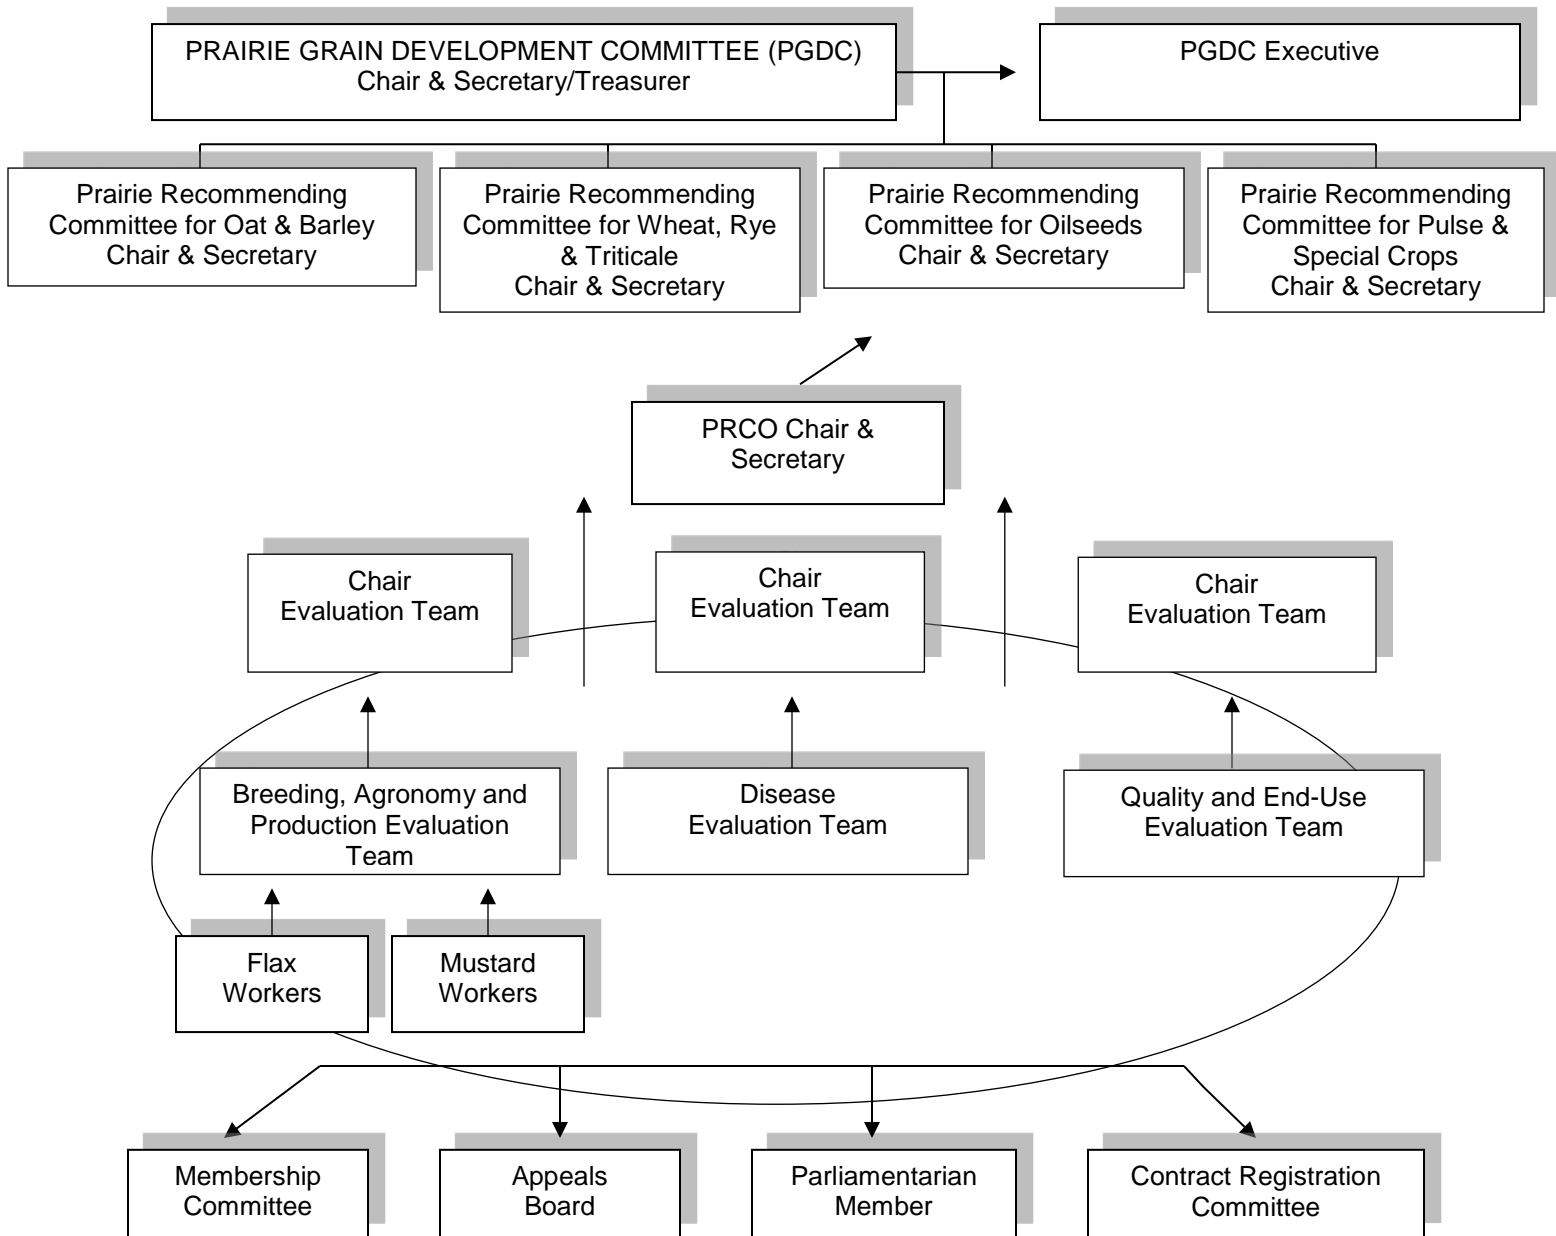 PRAIRIE GRAIN DEVELOPMENT COMMITTEE (PGDC)
Chair & Secretary/Treasurer
PGDC Executive
Prairie Recommending
Committee for Oat & Barley
Chair & Secretary
Prairie Recommending
Committee for Wheat, Rye
& Triticale
Chair & Secretary
Prairie Recommending
Committee for Oilseeds
Chair & Secretary
Prairie Recommending
Committee for Pulse &
Special Crops
Chair & Secretary
PRCO Chair &
Secretary
Chair
Evaluation Team
Chair
Evaluation Team
Chair
Evaluation Team
Breeding, Agronomy and
Production Evaluation
Team
Disease
Evaluation Team
Quality and End-Use
Evaluation Team
Flax
Workers
Mustard
Workers
Membership
Committee
Appeals
Board
Parliamentarian
Member
Contract Registration
Committee